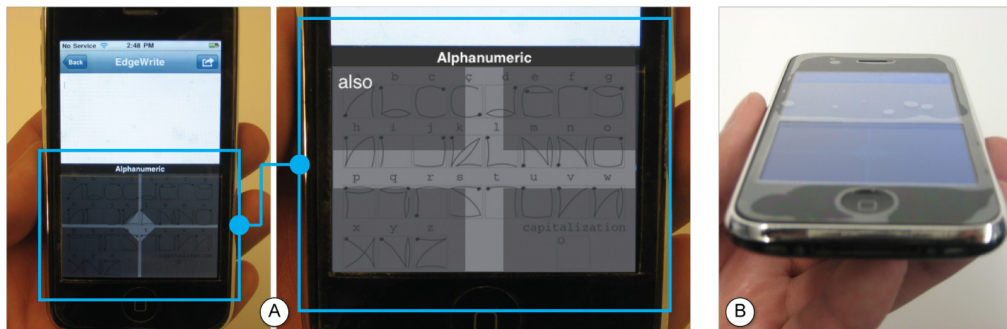 No Service 2:48 PM
Back EdgeWrite
Alphanumeric
Alphanumeric
also
b c ç d e f g
h i j k l m n o
p q r s t u v w
x y z capitalization
A
B